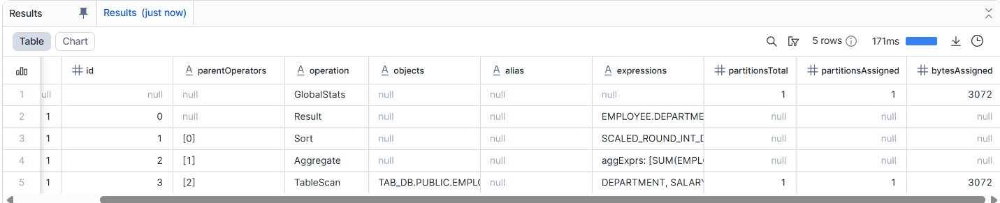 Results Results (just now)
Table Chart 5 rows 171ms
id parentOperators operation objects alias expressions partitionsTotal partitionsAssigned bytesAssigned
1 null null null GlobalStats null null null 1 1 3072
2 1 0 null Result null null EMPLOYEE.DEPARTME null null null
3 1 1 [0] Sort null null SCALED_ROUND_INT_D null null null
4 1 2 [1] Aggregate null null aggExprs: [SUM(EMPL null null null
5 1 3 [2] TableScan TAB_DB.PUBLIC.EMPLO null DEPARTMENT, SALARY 1 1 3072